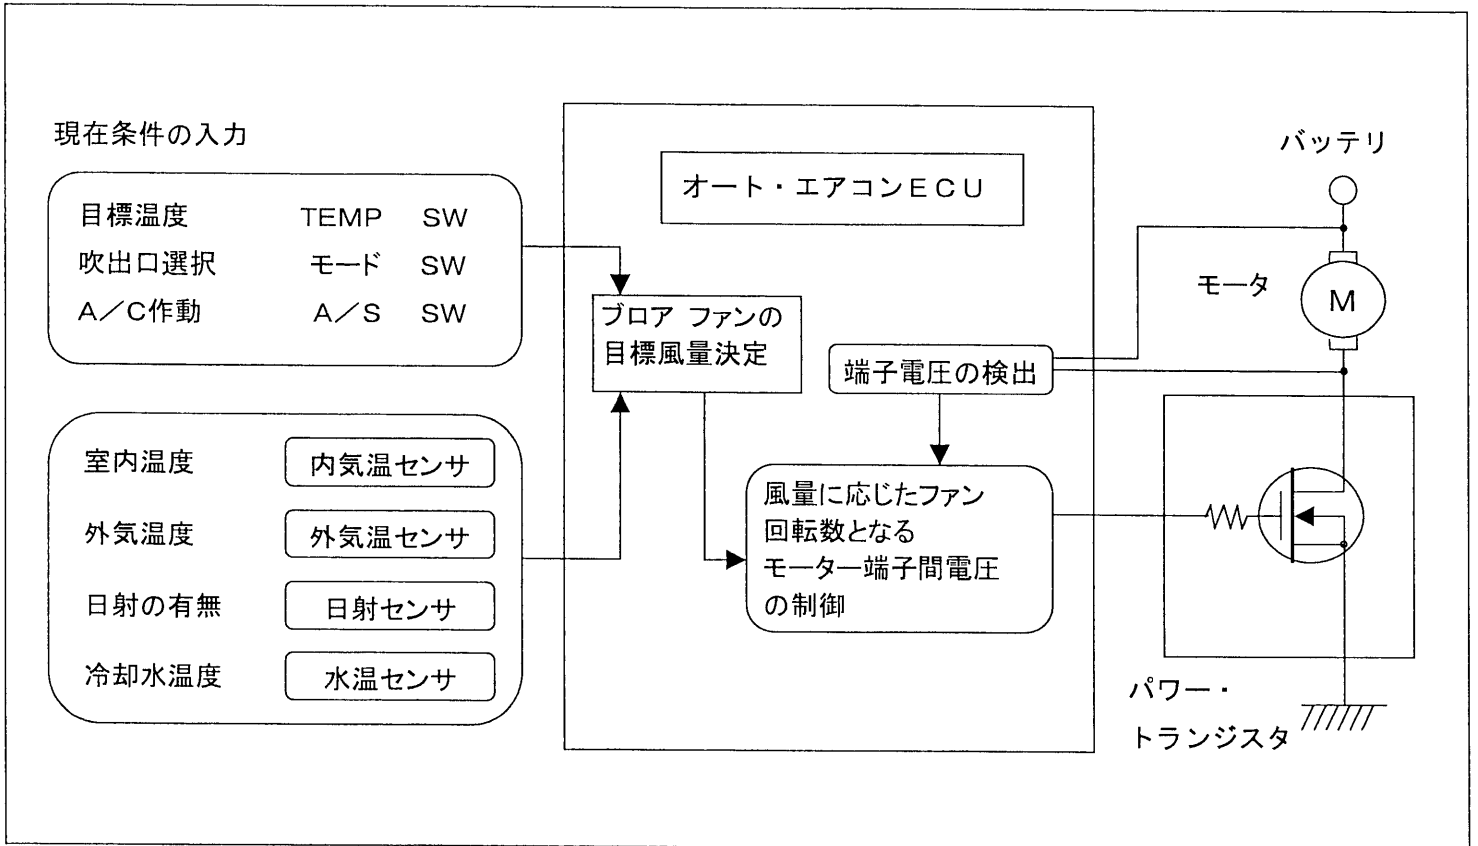 現在条件の入力
目標温度 TEMP SW
吹出口選択 モード SW
A/C作動 A/S SW
室内温度 内気温センサ
外気温度 外気温センサ
日射の有無 日射センサ
冷却水温度 水温センサ
オート・エアコンECU
ブロア ファンの
目標風量決定
端子電圧の検出
風量に応じたファン
回転数となる
モーター端子間電圧
の制御
バッテリ
モータ
M
パワー・
トランジスタ